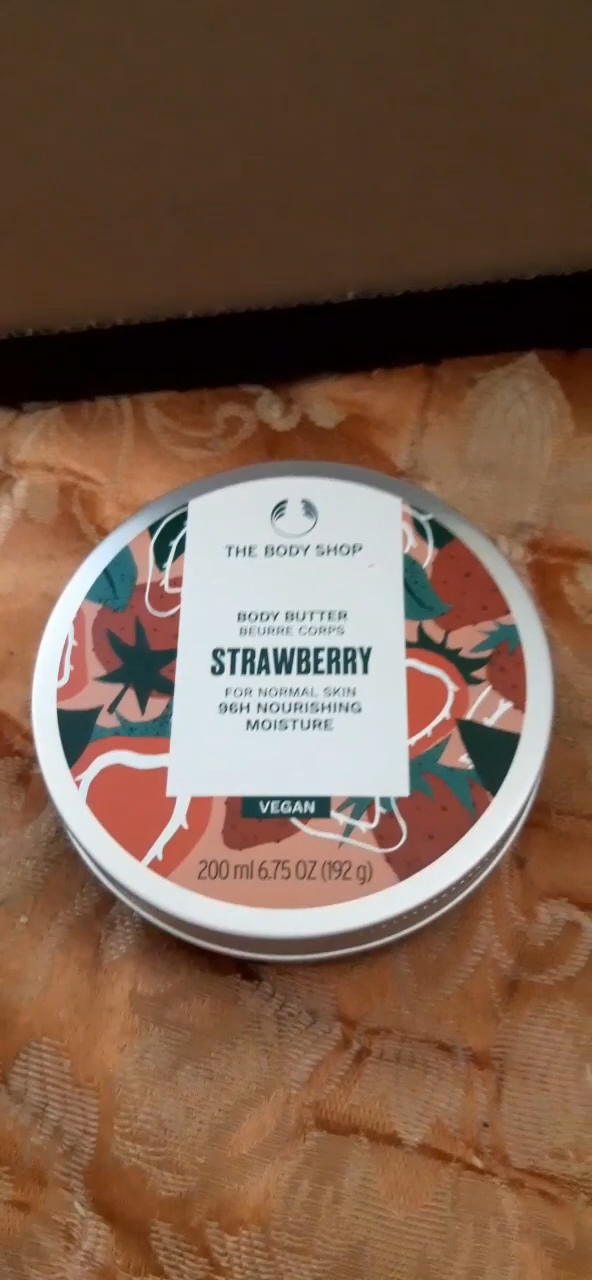 THE BODY SHOP
BODY BUTTER
BEURRE CORPS
STRAWBERRY
FOR NORMAL SKIN
96H NOURISHING
MOISTURE
VEGAN
200 ml 6.75 OZ (192 g)